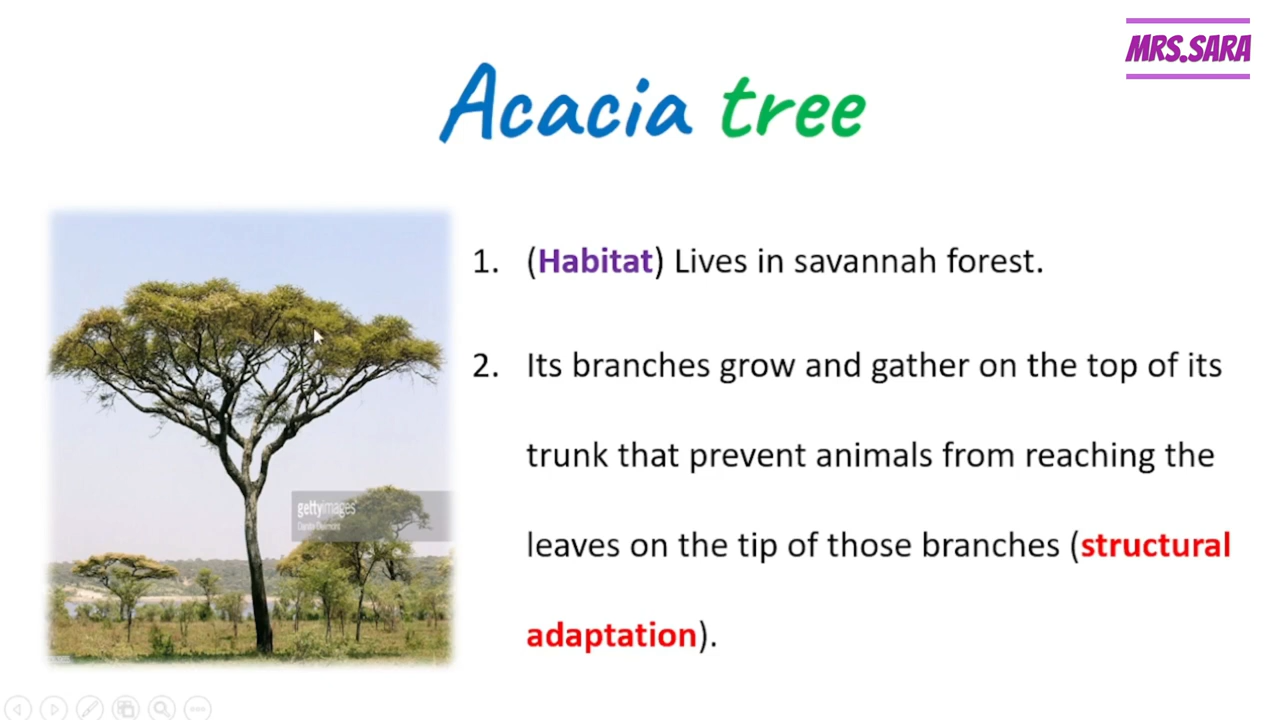 MRS.SARA
Acacia tree
1. (Habitat) Lives in savannah forest.
2. Its branches grow and gather on the top of its
trunk that prevent animals from reaching the
leaves on the tip of those branches (structural
adaptation).
gettyimages